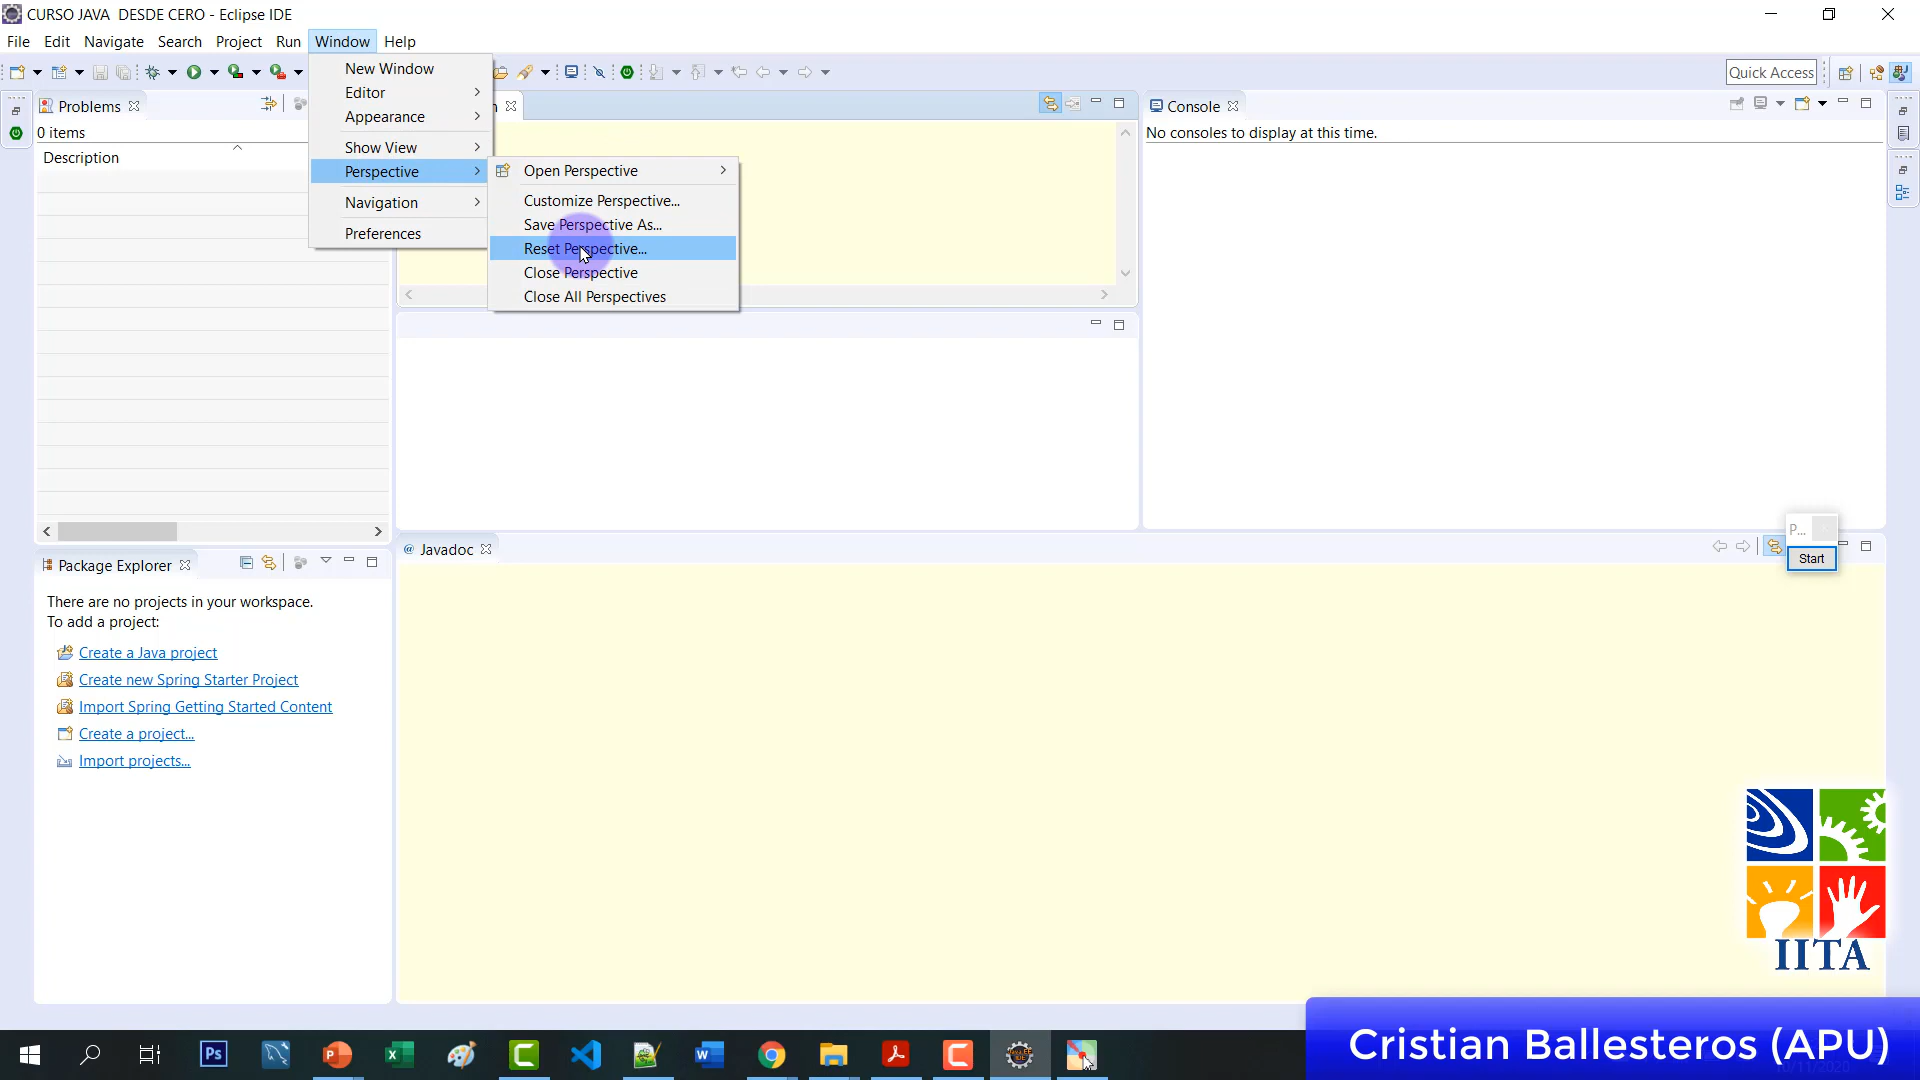 CURSO JAVA  DESDE CERO - Eclipse IDE
File Edit Navigate Search Project Run Window Help
Quick Access
New Window
Editor
Appearance
Show View
Perspective
Navigation
Preferences
Open Perspective
Customize Perspective...
Save Perspective As...
Reset Perspective...
Close Perspective
Close All Perspectives
Problems
0 items
Description
Console
No consoles to display at this time.
Package Explorer
There are no projects in your workspace.
To add a project:
Create a Java project
Create new Spring Starter Project
Import Spring Getting Started Content
Create a project...
Import projects...
@ Javadoc
P...
Start
IITA
Cristian Ballesteros (APU)